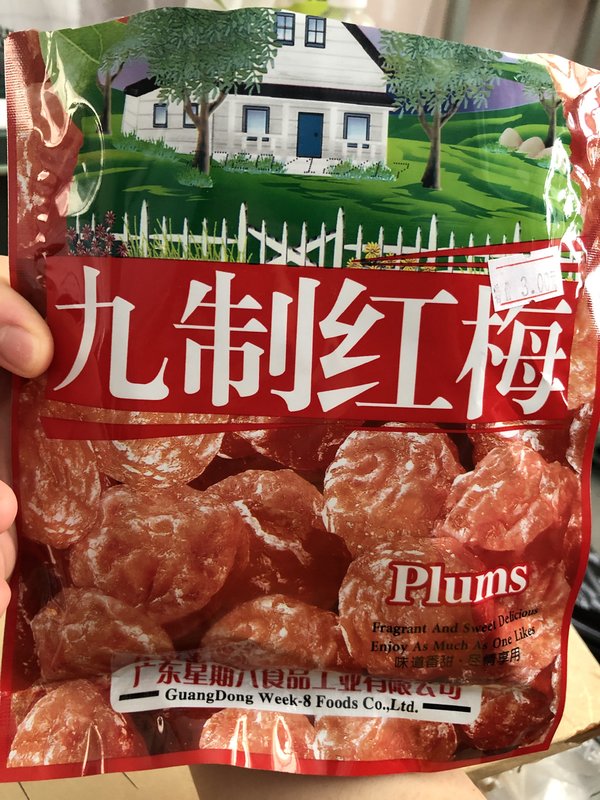 九制红梅
3.00
Plums
Fragrant And Sweet Delicious
Enjoy As Much As One Likes
味道香甜·尽情享用
广东星期八食品工业有限公司
GuangDong Week-8 Foods Co.,Ltd.